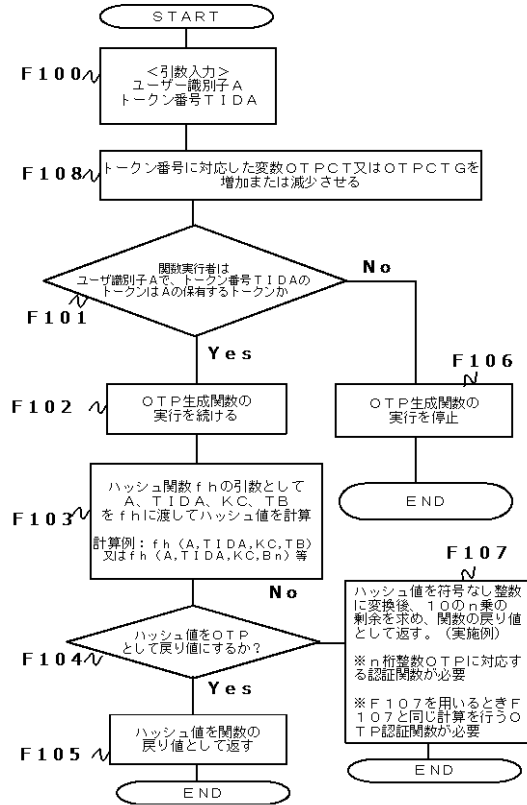 START
F100
<引数入力>
ユーザー識別子A
トークン番号TIDA
F108
トークン番号に対応した変数OTPCT又はOTPCTGを
増加または減少させる
関数実行者は
ユーザ識別子Aで、トークン番号TIDAの
トークンはAの保有するトークンか
No
F101
Yes
F106
F102
OTP生成関数の
実行を続ける
OTP生成関数の
実行を停止
END
F103
ハッシュ関数fhの引数として
A、TIDA、KC、TB
をfhに渡してハッシュ値を計算
計算例:fh(A,TIDA,KC,TB)
又はfh(A,TIDA,KC,Bn)等
F107
No
ハッシュ値を符号なし整数
に変換後、10のn乗の
剰余を求め、関数の戻り値
として返す。(実施例)
※n桁整数OTPに対応す
る認証関数が必要
※F107を用いるときF
107と同じ計算を行うO
TP認証関数が必要
ハッシュ値をOTP
として戻り値にするか?
F104
Yes
F105
ハッシュ値を関数の
戻り値として返す
END
END